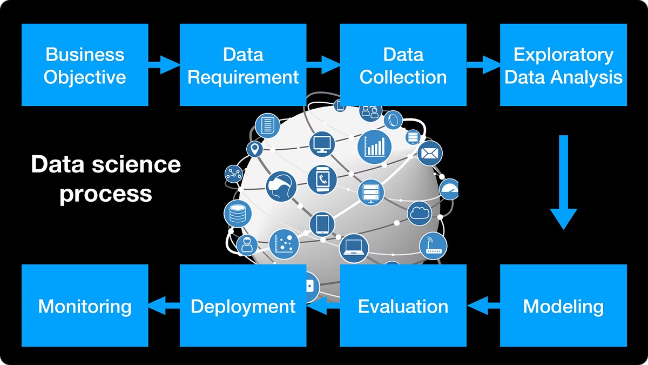 Business
Objective
Data
Requirement
Data
Collection
Exploratory
Data Analysis
Data science
process
Monitoring
Deployment
Evaluation
Modeling